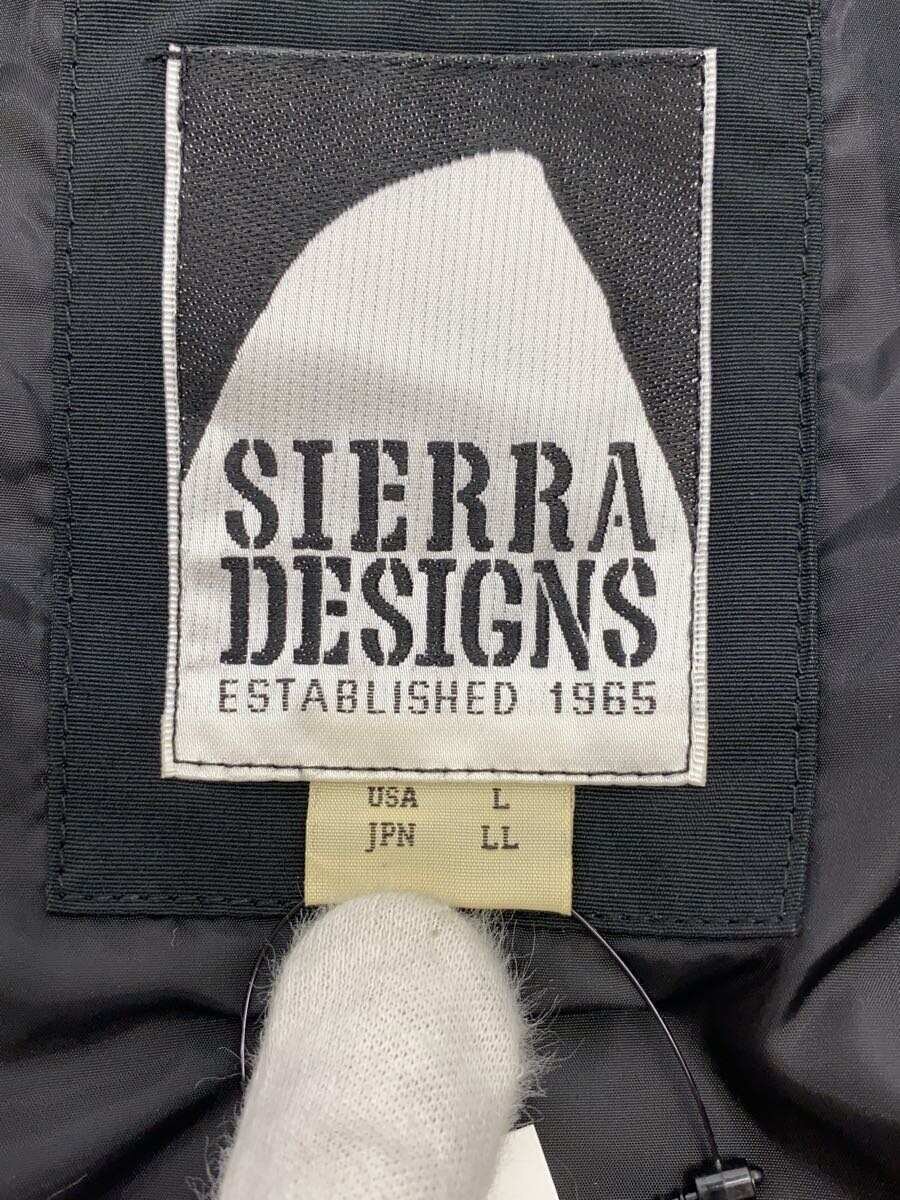 SIERRA
DESIGNS
ESTABLISHED 1965
USA L
JPN LL